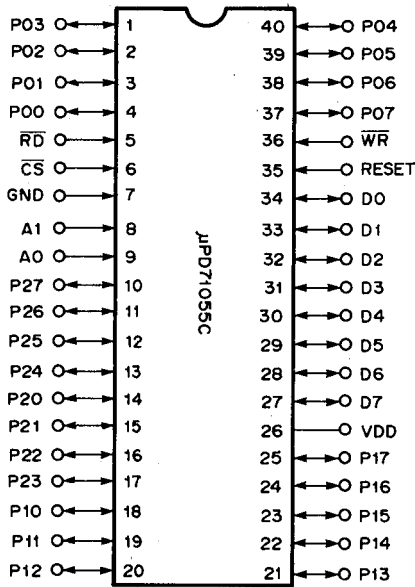 P03 1 40 P04
P02 2 39 P05
P01 3 38 P06
P00 4 37 P07
R̅D̅ 5 36 W̅R̅
C̅S̅ 6 35 RESET
GND 7 34 D0
A1 8 33 D1
A0 9 32 D2
P27 10 31 D3
P26 11 30 D4
P25 12 29 D5
P24 13 28 D6
P20 14 27 D7
P21 15 26 VDD
P22 16 25 P17
P23 17 24 P16
P10 18 23 P15
P11 19 22 P14
P12 20 21 P13
μPD71055C